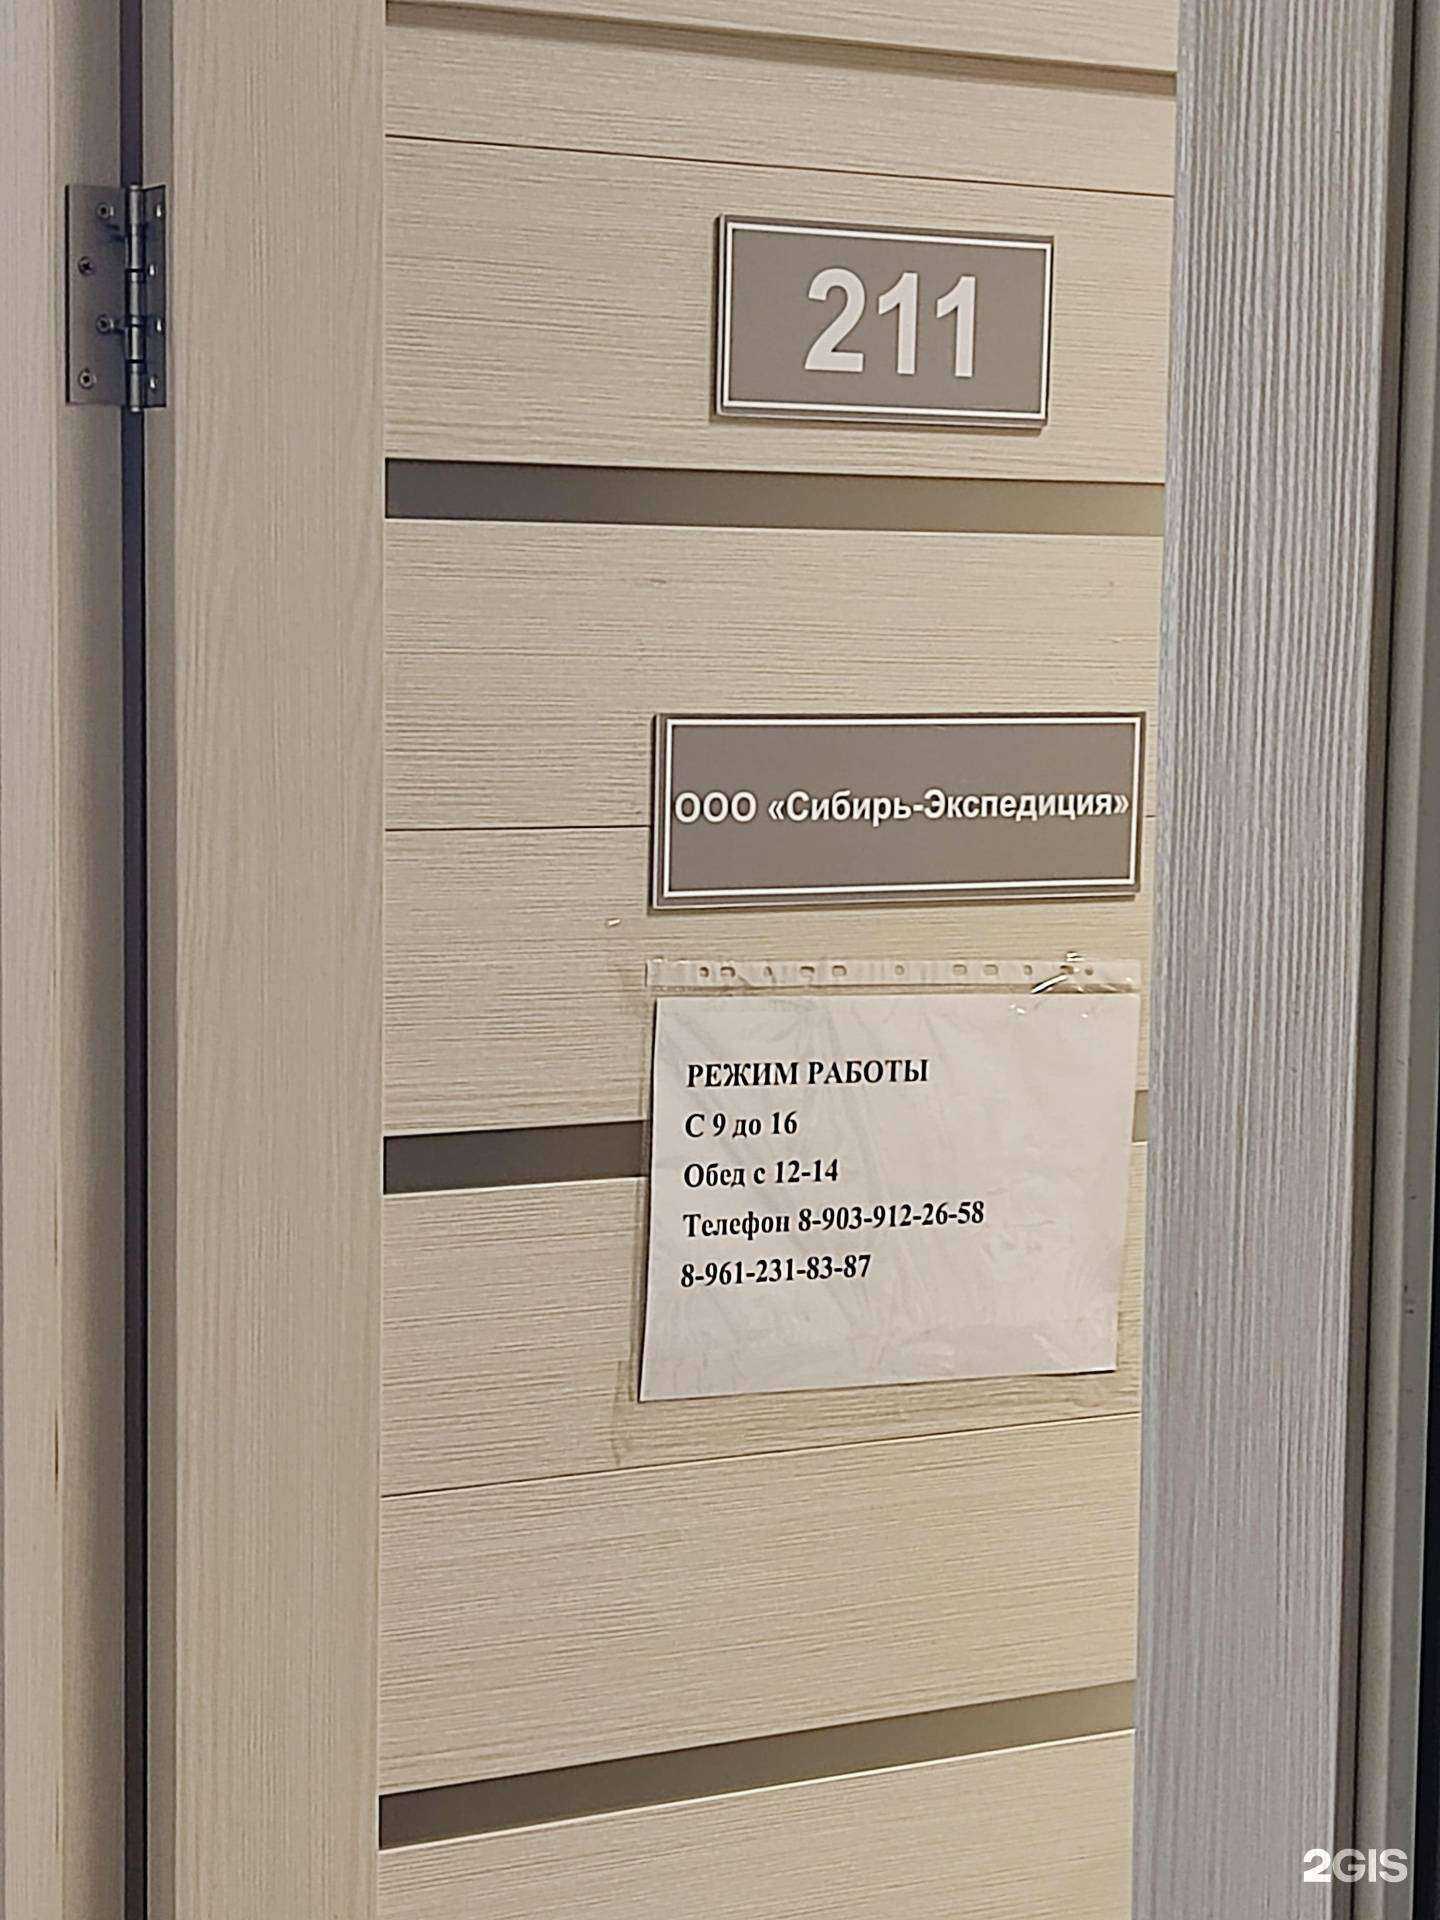 211
ООО «Сибирь-Экспедиция»
РЕЖИМ РАБОТЫ
С 9 до 16
Обед с 12-14
Телефон 8-903-912-26-58
8-961-231-83-87
2GIS